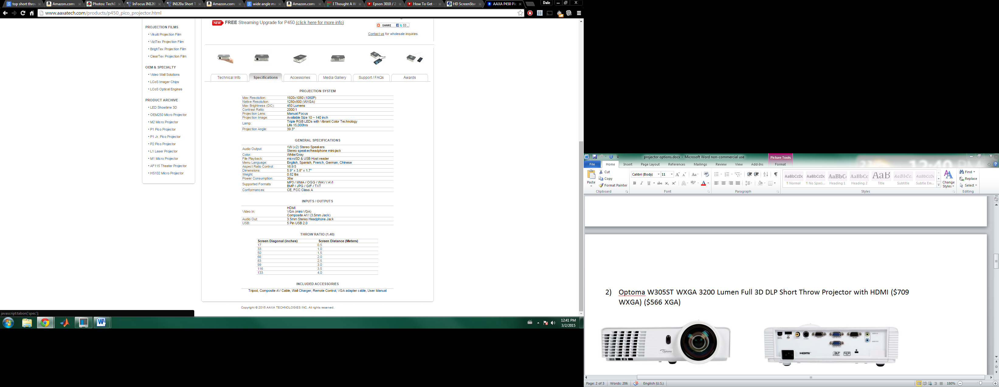 top short throv
Amazon.com:
Photos: TechD
InFocus IN126
IN120a Short T
Amazon.com:
wide angle ma
Amazon.com:
I Thought A W
Epson 3010 / 2
How To Get -
HD ScreenStar
AAXA P450 Pic
Dale
www.aaxatech.com/products/p450_pico_projector.html
PROJECTION FILMS
• Vikuiti Projection Film
• ViziTex Projection Film
• BrighTex Projection Film
• ClearTex Projection Film
OEM & SPECIALTY
• Video Wall Solutions
• LCoS Imager Chips
• LCoS Optical Engines
PRODUCT ARCHIVE
• LED Showtime 3D
• OEM250 Micro Projector
• M2 Micro Projector
• P1 Pico Projector
• P1 Jr. Pico Projector
• P2 Pico Projector
• L1 Laser Projector
• M1 Micro Projector
• AF115 Theater Projector
• HS102 Micro Projector
NEW FREE Streaming Upgrade for P450 (click here for more info)
SHARE
Contact us for wholesale inquiries.
Technical Info Specifications Accessories Media Gallery Support / FAQs Awards
PROJECTION SYSTEM
Max Resolution: 1920x1080 (1080P)
Native Resolution: 1280x800 (WXGA)
Max Brightness (DC): 450 Lumens
Contrast Ratio: 2000:1
Projection Lens: Manual Focus
Projection Image: Available Size 10 ~ 140 inch
Lamp: Triple RGB LEDs with Vibrant Color Technology
Life 15,000hrs
Projection Angle: 39.3°
GENERAL SPECIFICATIONS
Audio Output 1W (x2) Stereo Speakers
Stereo speaker/headphone mini-jack
Color: White/Gray
File Playback: microSD & USB Host reader
Menu Language: English, Spanish, French, German, Chinese
Aspect Ratio Control: 16:9:5
Dimensions: 5.9" x 3.8" x 1.7"
Weight: 0.82 lbs
Power Consumption: 36w
Supported Formats MP3 / WMA / OGG / WAV / AVI
BMP / JPG / GIF / TXT
Conformances: CE, FCC Class A
INPUTS / OUTPUTS
Video In: HDMI
VGA (mini-VGA)
Composite A/V (3.5mm Jack)
Audio Out: 3.5mm Stereo Headphone Jack
USB: 5 Pin USB 2.0
THROW RATIO (1.40)
Screen Diagonal (inches) Screen Distance (Meters)
17 0.5
33 1.0
50 1.5
66 2.0
83 2.5
99 3.0
116 3.5
133 4.0
INCLUDED ACCESSORIES
Tripod, Composite AV Cable, Wall Charger, Remote Control, VGA adapter cable, User Manual
Copyright © 2015 AAXA TECHNOLOGIES INC. All rights reserved.
javascript:tabon('spec');
12:41 PM
3/2/2015
projector options.docx - Microsoft Word non-commercial use
Picture Tools
12:40
File Home Insert Page Layout References Mailings Review View Add-Ins Format
Paste
Cut
Copy
Format Painter
Clipboard
Calibri (Body) 11
Font
Paragraph
AaBbCcDc AaBbCcDc AaBbC AaBbCc AaB AaBbCc. AaBbCcDc
¶ Normal ¶ No Spaci... Heading 1 Heading 2 Title Subtitle Subtle Em...
Styles
Change
Styles
Find
Replace
Select
Editing
2) Optoma W305ST WXGA 3200 Lumen Full 3D DLP Short Throw Projector with HDMI ($709
WXGA) ($566 XGA)
Optoma
HDMI
DLP
Page: 2 of 3 Words: 206 English (U.S.) 180%